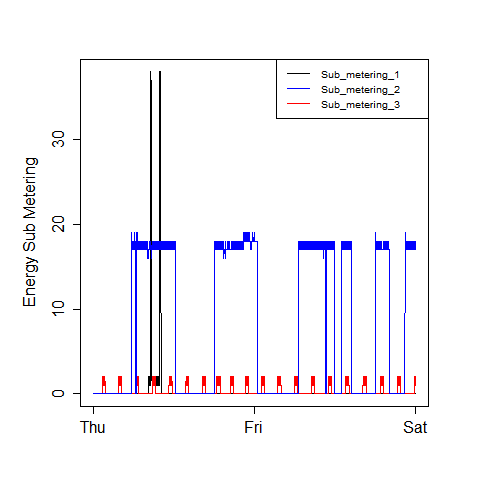 Sub_metering_1
Sub_metering_2
Sub_metering_3
Energy Sub Metering
30
20
10
0
Thu Fri Sat